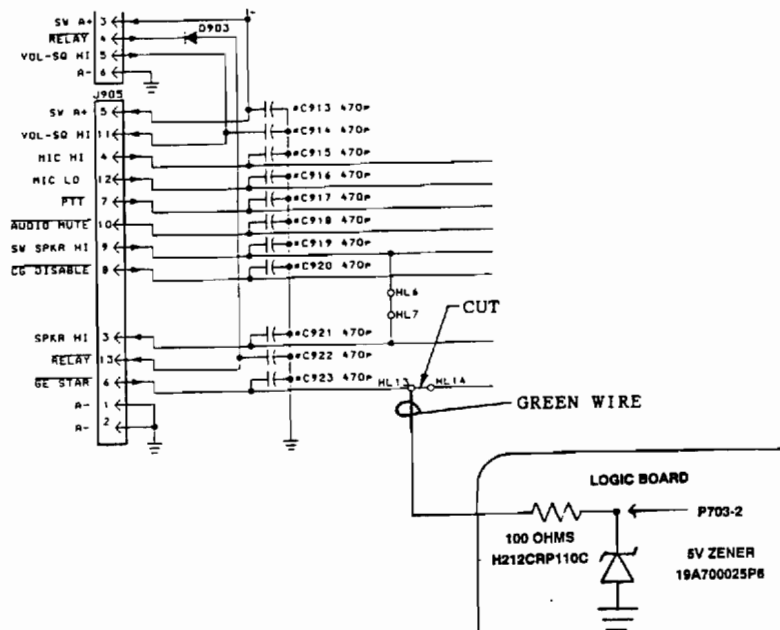 SW A+ 3
RELAY 4 D903
VOL-SQ HI 5
A- 6
J905
SW A+ 5 *C913 470P
VOL-SQ HI 11 *C914 470P
MIC HI 4 *C915 470P
MIC LO 12 *C916 470P
PTT 7 *C917 470P
AUDIO MUTE 10 *C918 470P
SW SPKR HI 9 *C919 470P
CG DISABLE 8 *C920 470P
HL6
HL7 CUT
SPKR HI 3 *C921 470P
RELAY 13 *C922 470P
GE STAR 6 *C923 470P HL13 HL14
A- 1
A- 2
GREEN WIRE
LOGIC BOARD
P703-2
100 OHMS
H212CRP110C
5V ZENER
19A700025P6